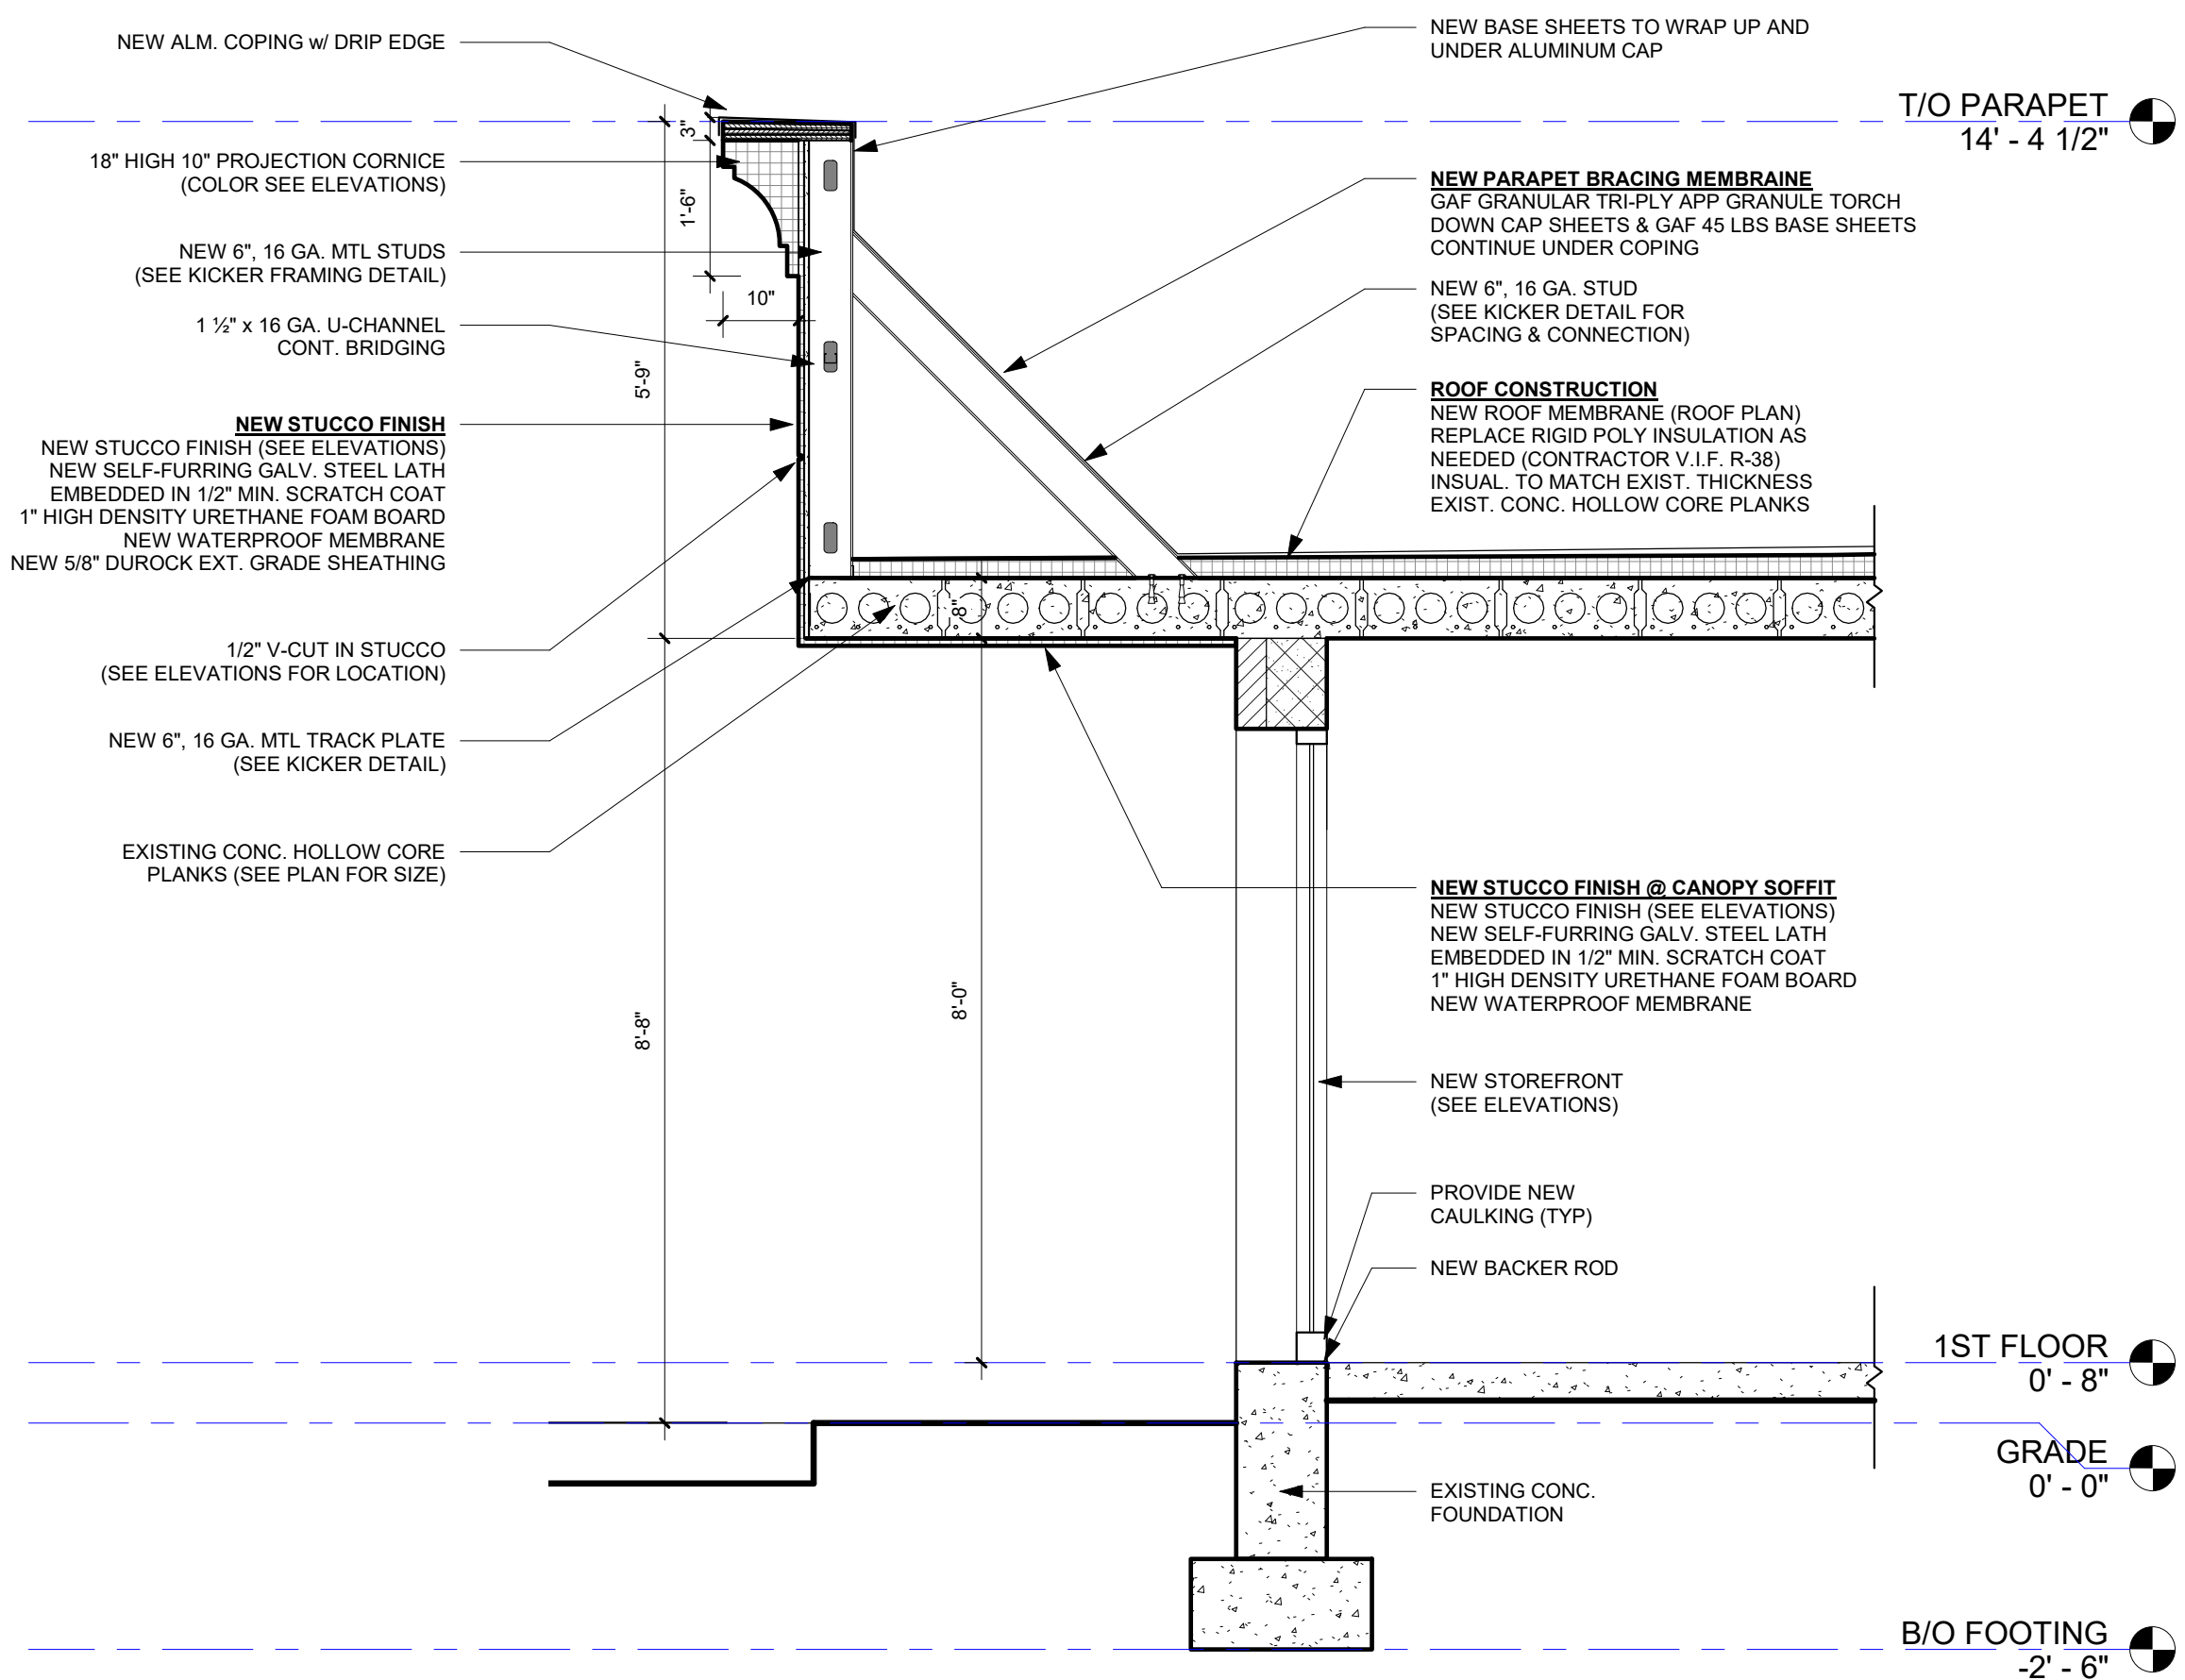 NEW ALM. COPING w/ DRIP EDGE
18" HIGH 10" PROJECTION CORNICE
(COLOR SEE ELEVATIONS)
NEW 6", 16 GA. MTL STUDS
(SEE KICKER FRAMING DETAIL)
1 ½" x 16 GA. U-CHANNEL
CONT. BRIDGING
NEW STUCCO FINISH
NEW STUCCO FINISH (SEE ELEVATIONS)
NEW SELF-FURRING GALV. STEEL LATH
EMBEDDED IN 1/2" MIN. SCRATCH COAT
1" HIGH DENSITY URETHANE FOAM BOARD
NEW WATERPROOF MEMBRANE
NEW 5/8" DUROCK EXT. GRADE SHEATHING
1/2" V-CUT IN STUCCO
(SEE ELEVATIONS FOR LOCATION)
NEW 6", 16 GA. MTL TRACK PLATE
(SEE KICKER DETAIL)
EXISTING CONC. HOLLOW CORE
PLANKS (SEE PLAN FOR SIZE)
3"
1'-6"
10"
5'-9"
8"
8'-8"
8'-0"
NEW BASE SHEETS TO WRAP UP AND
UNDER ALUMINUM CAP
NEW PARAPET BRACING MEMBRAINE
GAF GRANULAR TRI-PLY APP GRANULE TORCH
DOWN CAP SHEETS & GAF 45 LBS BASE SHEETS
CONTINUE UNDER COPING
NEW 6", 16 GA. STUD
(SEE KICKER DETAIL FOR
SPACING & CONNECTION)
ROOF CONSTRUCTION
NEW ROOF MEMBRANE (ROOF PLAN)
REPLACE RIGID POLY INSULATION AS
NEEDED (CONTRACTOR V.I.F. R-38)
INSUAL. TO MATCH EXIST. THICKNESS
EXIST. CONC. HOLLOW CORE PLANKS
NEW STUCCO FINISH @ CANOPY SOFFIT
NEW STUCCO FINISH (SEE ELEVATIONS)
NEW SELF-FURRING GALV. STEEL LATH
EMBEDDED IN 1/2" MIN. SCRATCH COAT
1" HIGH DENSITY URETHANE FOAM BOARD
NEW WATERPROOF MEMBRANE
NEW STOREFRONT
(SEE ELEVATIONS)
PROVIDE NEW
CAULKING (TYP)
NEW BACKER ROD
EXISTING CONC.
FOUNDATION
T/O PARAPET
14' - 4 1/2"
1ST FLOOR
0' - 8"
GRADE
0' - 0"
B/O FOOTING
-2' - 6"